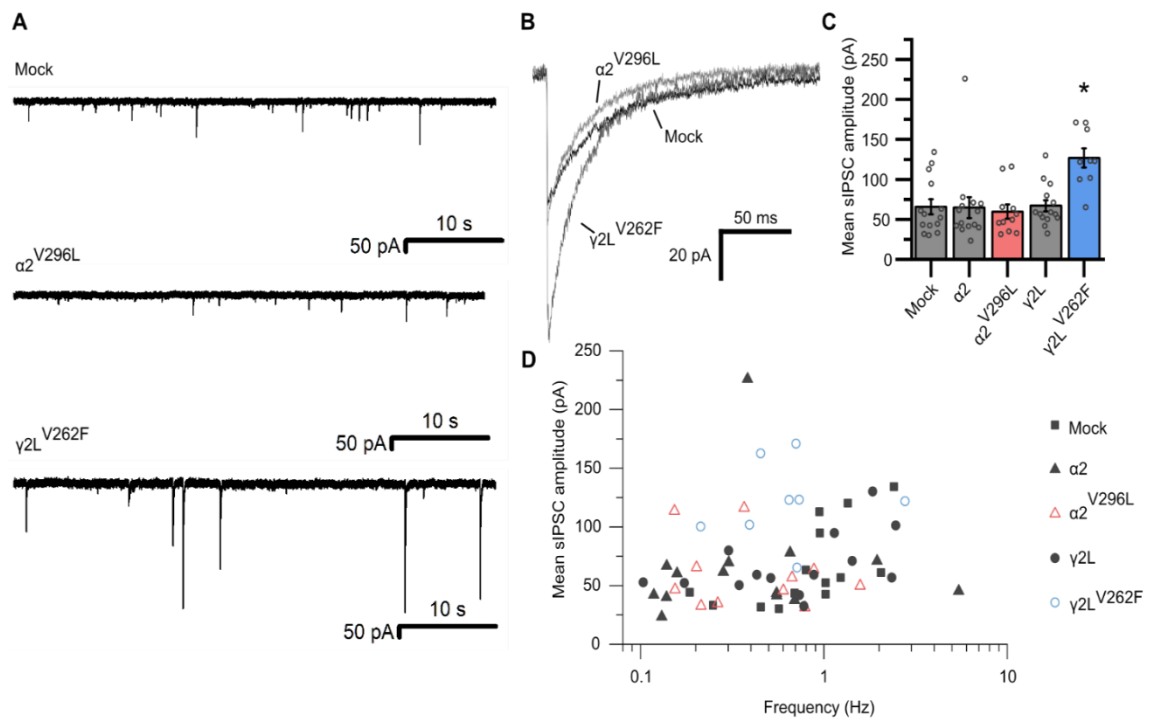 A
Mock
10 s
50 pA
α2V296L
10 s
50 pA
γ2LV262F
10 s
50 pA
B
α2V296L
Mock
γ2LV262F
50 ms
20 pA
C
Mean sIPSC amplitude (pA)
250
200
150
100
50
0
*
Mock
α2
α2V296L
γ2L
γ2LV262F
D
Mean sIPSC amplitude (pA)
250
200
150
100
50
0
0.1
1
10
Frequency (Hz)
Mock
α2
α2V296L
γ2L
γ2LV262F